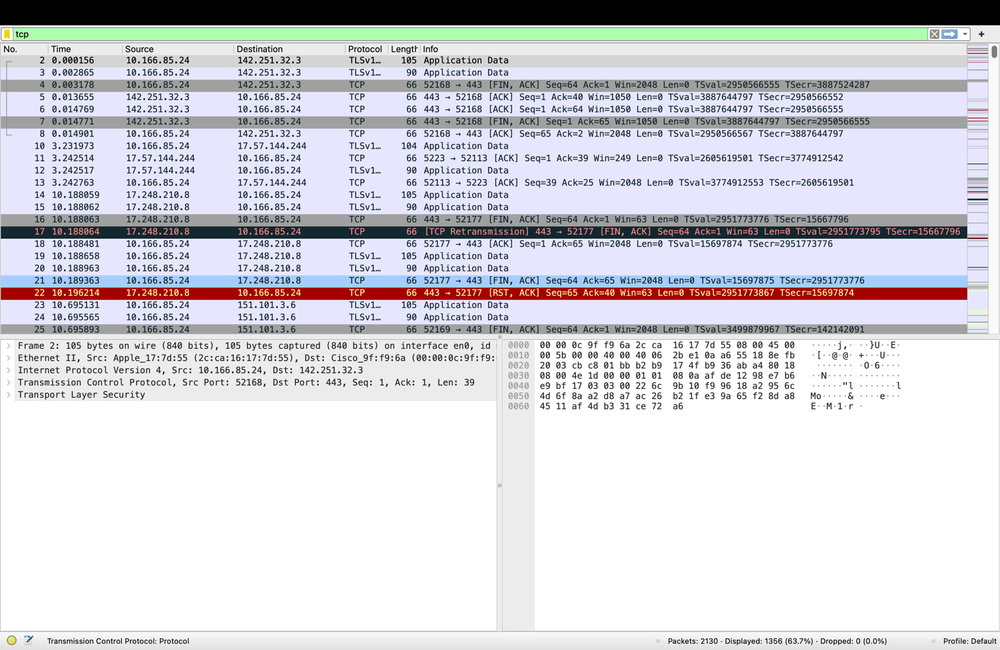 tcp
No. Time Source Destination Protocol Length Info
2 0.000156 10.166.85.24 142.251.32.3 TLSv1… 105 Application Data
3 0.002865 10.166.85.24 142.251.32.3 TLSv1… 90 Application Data
4 0.003178 10.166.85.24 142.251.32.3 TCP 66 52168 → 443 [FIN, ACK] Seq=64 Ack=1 Win=2048 Len=0 TSval=2950566555 TSecr=3887524287
5 0.013655 142.251.32.3 10.166.85.24 TCP 66 443 → 52168 [ACK] Seq=1 Ack=40 Win=1050 Len=0 TSval=3887644797 TSecr=2950566552
6 0.014769 142.251.32.3 10.166.85.24 TCP 66 443 → 52168 [ACK] Seq=1 Ack=64 Win=1050 Len=0 TSval=3887644797 TSecr=2950566555
7 0.014771 142.251.32.3 10.166.85.24 TCP 66 443 → 52168 [FIN, ACK] Seq=1 Ack=65 Win=1050 Len=0 TSval=3887644797 TSecr=2950566555
8 0.014901 10.166.85.24 142.251.32.3 TCP 66 52168 → 443 [ACK] Seq=65 Ack=2 Win=2048 Len=0 TSval=2950566567 TSecr=3887644797
10 3.231973 10.166.85.24 17.57.144.244 TLSv1… 104 Application Data
11 3.242514 17.57.144.244 10.166.85.24 TCP 66 5223 → 52113 [ACK] Seq=1 Ack=39 Win=249 Len=0 TSval=2605619501 TSecr=3774912542
12 3.242517 17.57.144.244 10.166.85.24 TLSv1… 90 Application Data
13 3.242763 10.166.85.24 17.57.144.244 TCP 66 52113 → 5223 [ACK] Seq=39 Ack=25 Win=2048 Len=0 TSval=3774912553 TSecr=2605619501
14 10.188059 17.248.210.8 10.166.85.24 TLSv1… 105 Application Data
15 10.188062 17.248.210.8 10.166.85.24 TLSv1… 90 Application Data
16 10.188063 17.248.210.8 10.166.85.24 TCP 66 443 → 52177 [FIN, ACK] Seq=64 Ack=1 Win=63 Len=0 TSval=2951773776 TSecr=15667796
17 10.188064 17.248.210.8 10.166.85.24 TCP 66 [TCP Retransmission] 443 → 52177 [FIN, ACK] Seq=64 Ack=1 Win=63 Len=0 TSval=2951773795 TSecr=15667796
18 10.188481 10.166.85.24 17.248.210.8 TCP 66 52177 → 443 [ACK] Seq=1 Ack=65 Win=2048 Len=0 TSval=15697874 TSecr=2951773776
19 10.188658 10.166.85.24 17.248.210.8 TLSv1… 105 Application Data
20 10.188963 10.166.85.24 17.248.210.8 TLSv1… 90 Application Data
21 10.189363 10.166.85.24 17.248.210.8 TCP 66 52177 → 443 [FIN, ACK] Seq=64 Ack=65 Win=2048 Len=0 TSval=15697875 TSecr=2951773776
22 10.196214 17.248.210.8 10.166.85.24 TCP 66 443 → 52177 [RST, ACK] Seq=65 Ack=40 Win=63 Len=0 TSval=2951773867 TSecr=15697874
23 10.695131 10.166.85.24 151.101.3.6 TLSv1… 105 Application Data
24 10.695565 10.166.85.24 151.101.3.6 TLSv1… 90 Application Data
25 10.695893 10.166.85.24 151.101.3.6 TCP 66 52169 → 443 [FIN, ACK] Seq=64 Ack=1 Win=2048 Len=0 TSval=3499879967 TSecr=142142091
Frame 2: 105 bytes on wire (840 bits), 105 bytes captured (840 bits) on interface en0, id
Ethernet II, Src: Apple_17:7d:55 (2c:ca:16:17:7d:55), Dst: Cisco_9f:f9:6a (00:00:0c:9f:f9:
Internet Protocol Version 4, Src: 10.166.85.24, Dst: 142.251.32.3
Transmission Control Protocol, Src Port: 52168, Dst Port: 443, Seq: 1, Ack: 1, Len: 39
Transport Layer Security
0000 00 00 0c 9f f9 6a 2c ca 16 17 7d 55 08 00 45 00 ·····j,· ··}U··E·
0010 00 5b 00 00 40 00 40 06 2b e1 0a a6 55 18 8e fb ·[··@·@· +···U···
0020 20 03 cb c8 01 bb b2 b9 17 4f b9 36 ab a4 80 18 ······· ·O·6····
0030 08 00 4e 1d 00 00 01 01 08 0a af de 12 98 e7 b6 ··N····· ········
0040 e9 bf 17 03 03 00 22 6c 9b 10 f9 96 18 a2 95 6c ······"l ·······l
0050 4d 6f 8a a2 d8 a7 ac 26 b2 1f e3 9a 65 f2 8d a8 Mo·····& ····e···
0060 45 11 af 4d b3 31 ce 72 a6 E··M·1·r ·
Transmission Control Protocol: Protocol
Packets: 2130 · Displayed: 1356 (63.7%) · Dropped: 0 (0.0%)
Profile: Default